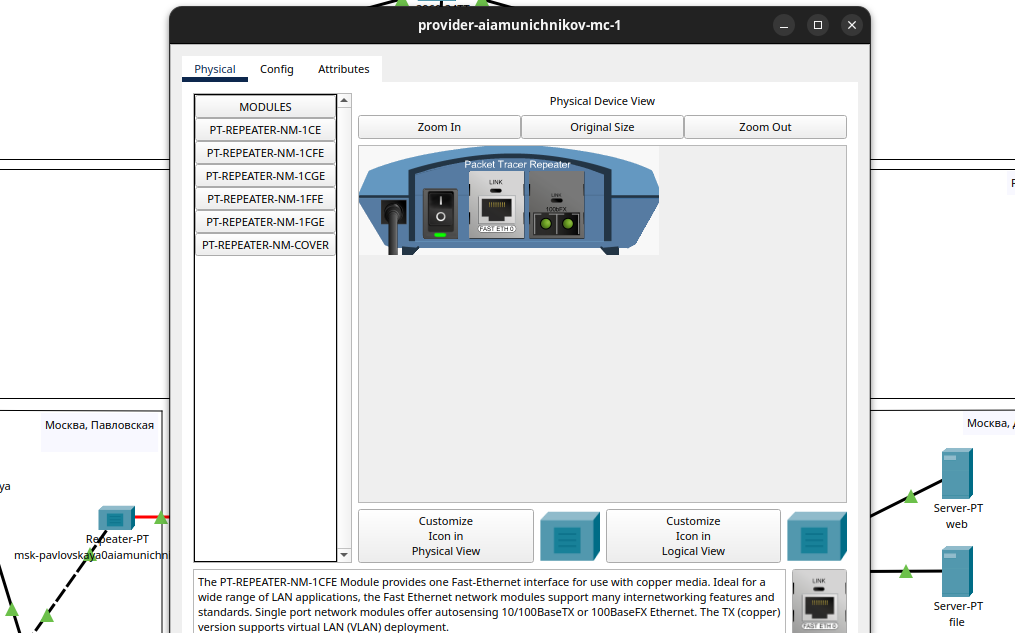 provider-aiamunichnikov-mc-1
Physical
Config
Attributes
MODULES
PT-REPEATER-NM-1CE
PT-REPEATER-NM-1CFE
PT-REPEATER-NM-1CGE
PT-REPEATER-NM-1FFE
PT-REPEATER-NM-1FGE
PT-REPEATER-NM-COVER
Physical Device View
Zoom In
Original Size
Zoom Out
Packet Tracer Repeater
LINK
FAST ETH 0
LINK
100bFX
Customize
Icon in
Physical View
Customize
Icon in
Logical View
The PT-REPEATER-NM-1CFE Module provides one Fast-Ethernet interface for use with copper media. Ideal for a
wide range of LAN applications, the Fast Ethernet network modules support many internetworking features and
standards. Single port network modules offer autosensing 10/100BaseTX or 100BaseFX Ethernet. The TX (copper)
version supports virtual LAN (VLAN) deployment.
LINK
FAST ETH 0
Москва, Павловская
ya
Repeater-PT
msk-pavlovskaya0aiamunichn
Москва,
Server-PT
web
Server-PT
file